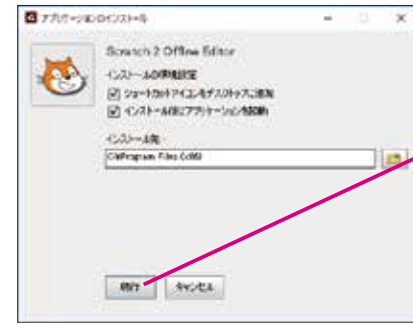 アプリケーションのインストール
Scratch 2 Offline Editor
インストールの環境設定
ショートカットアイコンをデスクトップに追加
インストール後にアプリケーションを起動
インストール先:
C:\Program Files (x86)
続行
キャンセル